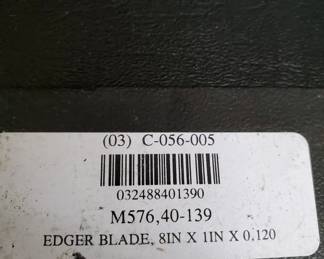 (03) C-056-005
032488401390
M576,40-139
EDGER BLADE, 8IN X 1IN X 0.120